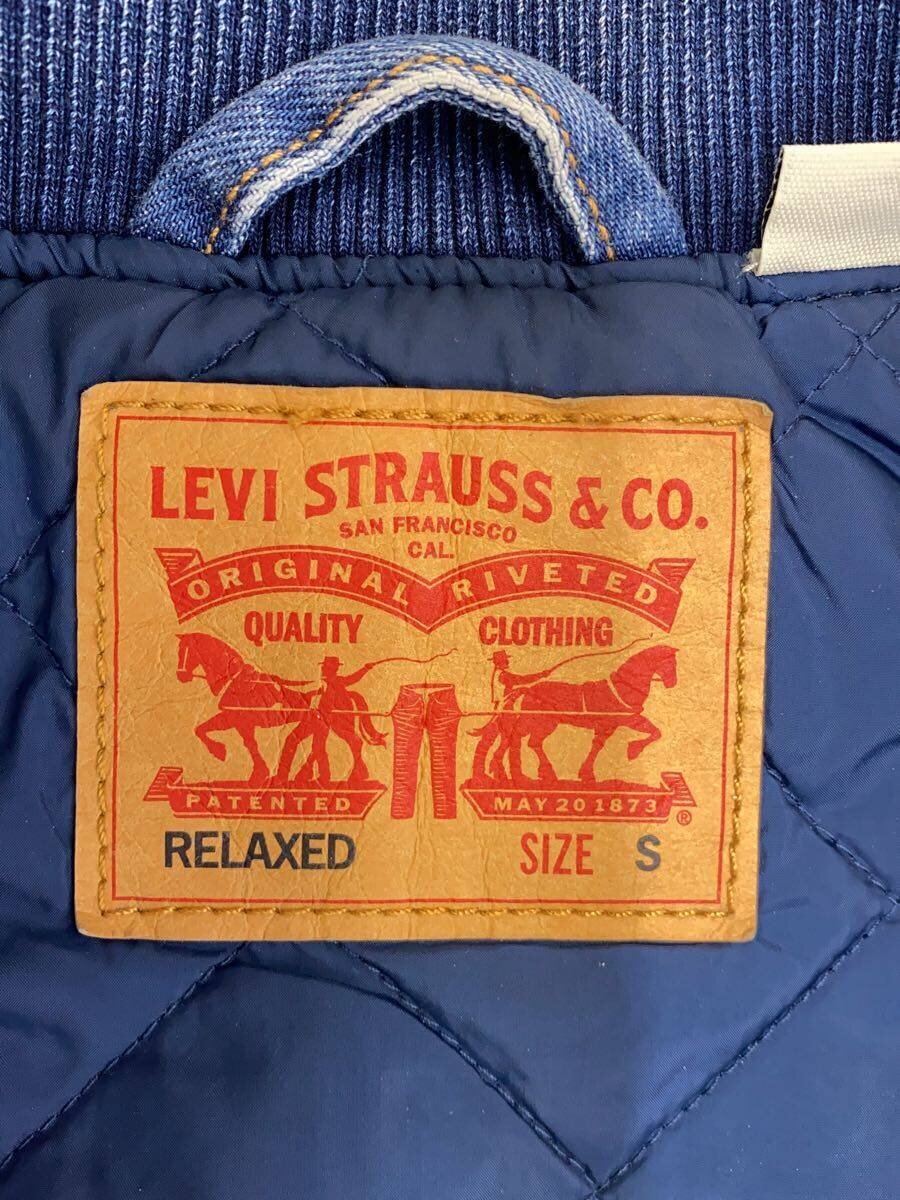 LEVI STRAUSS & CO.
SAN FRANCISCO
CAL.
ORIGINAL RIVETED
QUALITY CLOTHING
PATENTED MAY 20 1873 ®
RELAXED SIZE S